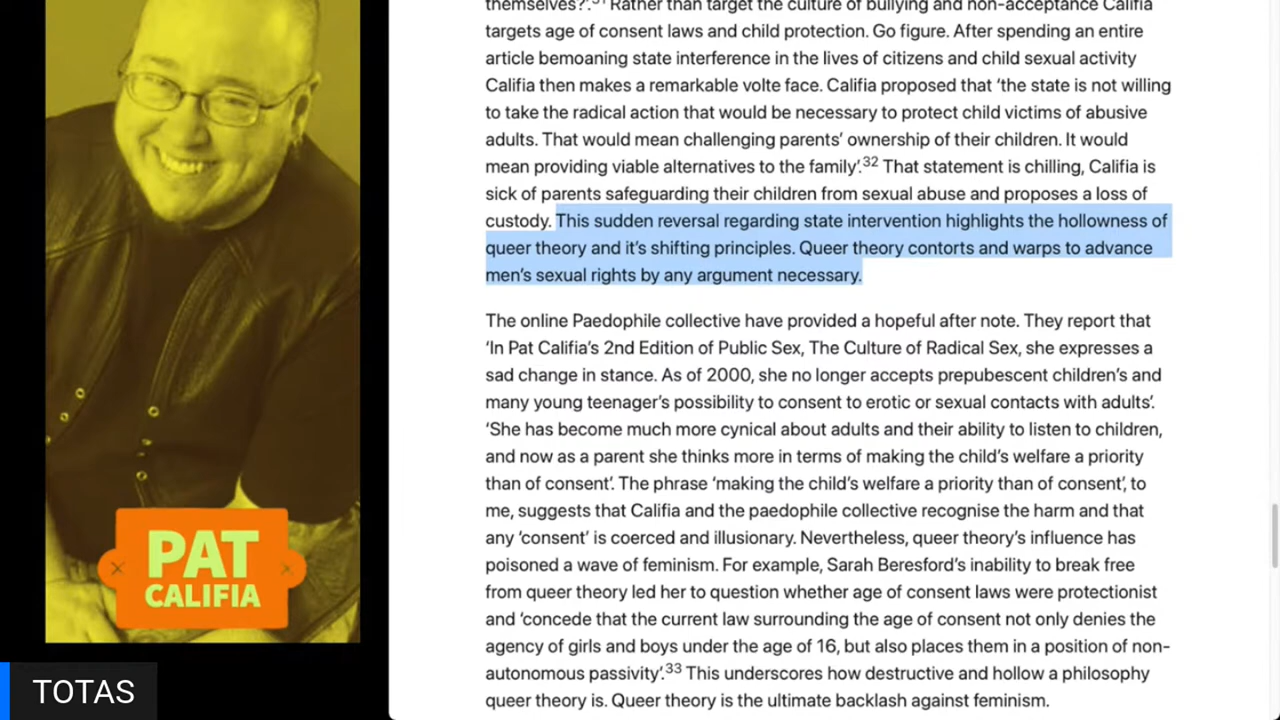 themselves?'.31 Rather than target the culture of bullying and non-acceptance Califia
targets age of consent laws and child protection. Go figure. After spending an entire
article bemoaning state interference in the lives of citizens and child sexual activity
Califia then makes a remarkable volte face. Califia proposed that ‘the state is not willing
to take the radical action that would be necessary to protect child victims of abusive
adults. That would mean challenging parents’ ownership of their children. It would
mean providing viable alternatives to the family’.32 That statement is chilling, Califia is
sick of parents safeguarding their children from sexual abuse and proposes a loss of
custody. This sudden reversal regarding state intervention highlights the hollowness of
queer theory and it’s shifting principles. Queer theory contorts and warps to advance
men’s sexual rights by any argument necessary.
The online Paedophile collective have provided a hopeful after note. They report that
‘In Pat Califia’s 2nd Edition of Public Sex, The Culture of Radical Sex, she expresses a
sad change in stance. As of 2000, she no longer accepts prepubescent children’s and
many young teenager’s possibility to consent to erotic or sexual contacts with adults’.
‘She has become much more cynical about adults and their ability to listen to children,
and now as a parent she thinks more in terms of making the child’s welfare a priority
than of consent’. The phrase ‘making the child’s welfare a priority than of consent’, to
me, suggests that Califia and the paedophile collective recognise the harm and that
any ‘consent’ is coerced and illusionary. Nevertheless, queer theory’s influence has
poisoned a wave of feminism. For example, Sarah Beresford’s inability to break free
from queer theory led her to question whether age of consent laws were protectionist
and ‘concede that the current law surrounding the age of consent not only denies the
agency of girls and boys under the age of 16, but also places them in a position of non-
autonomous passivity’.33 This underscores how destructive and hollow a philosophy
queer theory is. Queer theory is the ultimate backlash against feminism.
PAT
CALIFIA
TOTAS